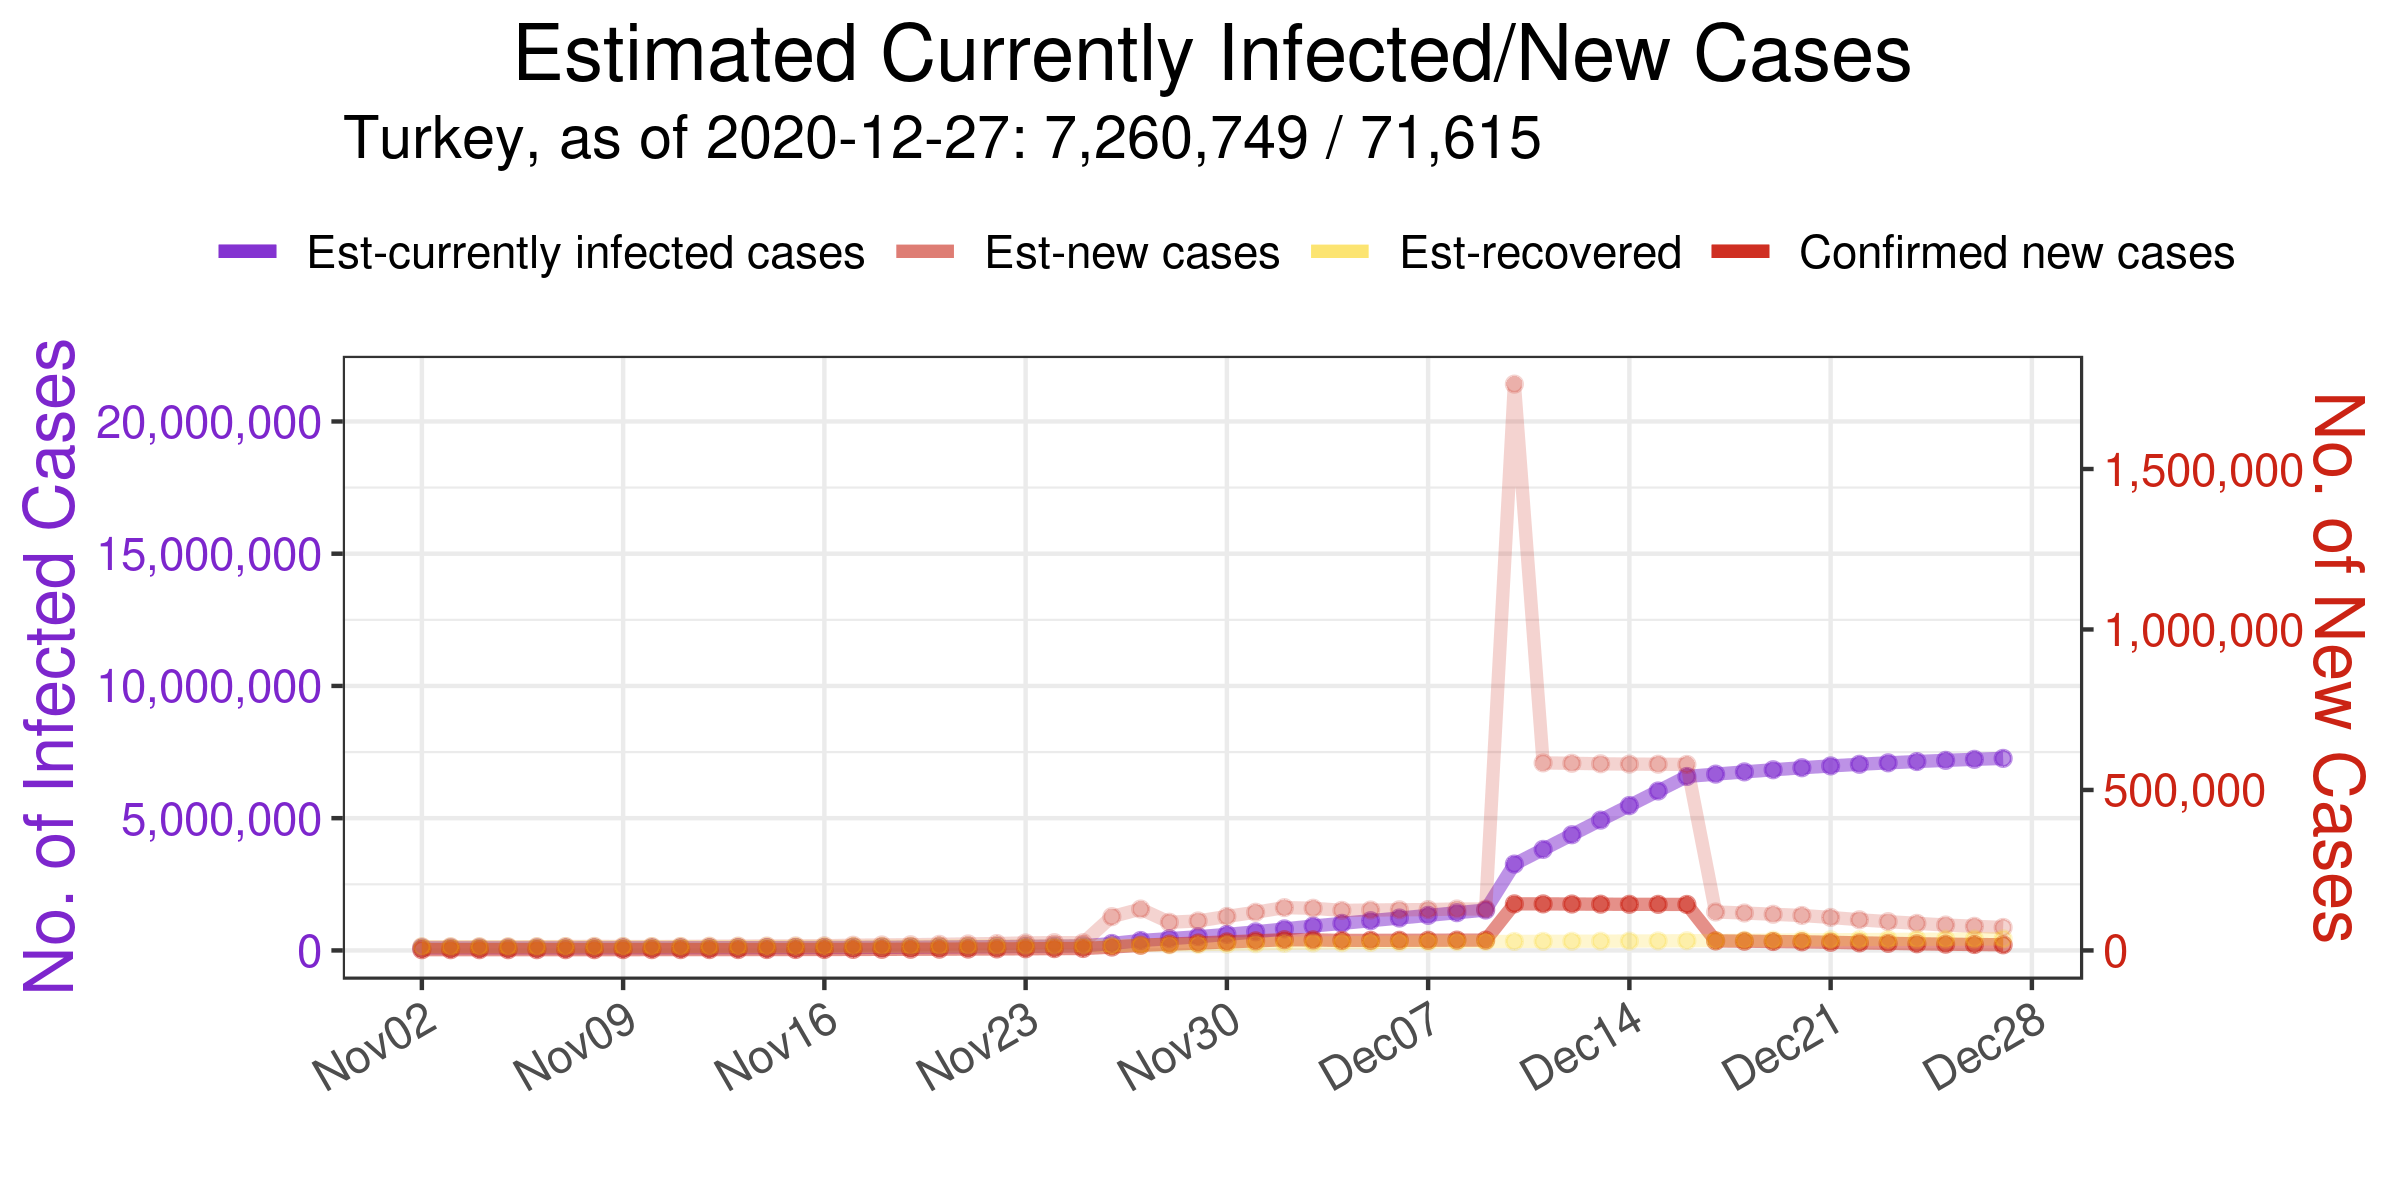 Estimated Currently Infected/New Cases
Turkey, as of 2020-12-27: 7,260,749 / 71,615
Est-currently infected cases Est-new cases Est-recovered Confirmed new cases
No. of Infected Cases
20,000,000
15,000,000
10,000,000
5,000,000
0
1,500,000
1,000,000
500,000
0
No. of New Cases
Nov02 Nov09 Nov16 Nov23 Nov30 Dec07 Dec14 Dec21 Dec28